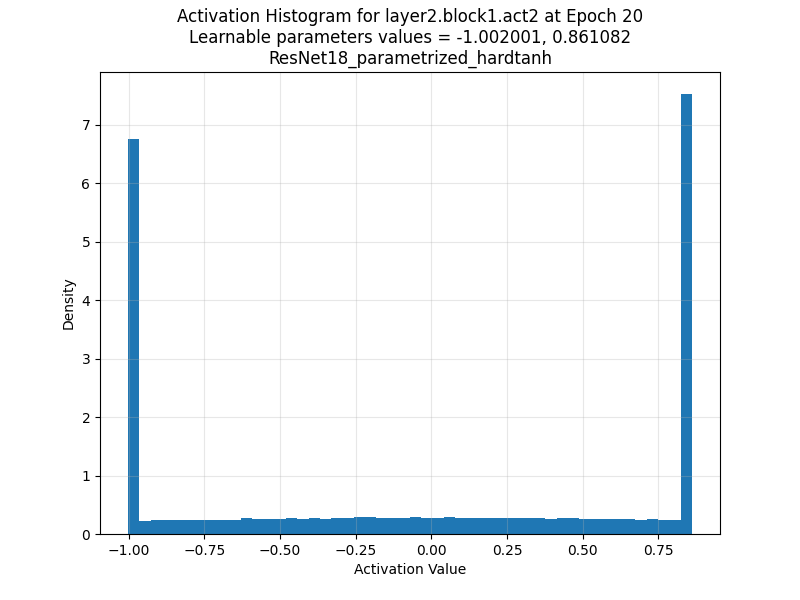 Activation Histogram for layer2.block1.act2 at Epoch 20
Learnable parameters values = -1.002001, 0.861082
ResNet18_parametrized_hardtanh
7
6
5
4
3
2
1
0
Density
−1.00 −0.75 −0.50 −0.25 0.00 0.25 0.50 0.75
Activation Value